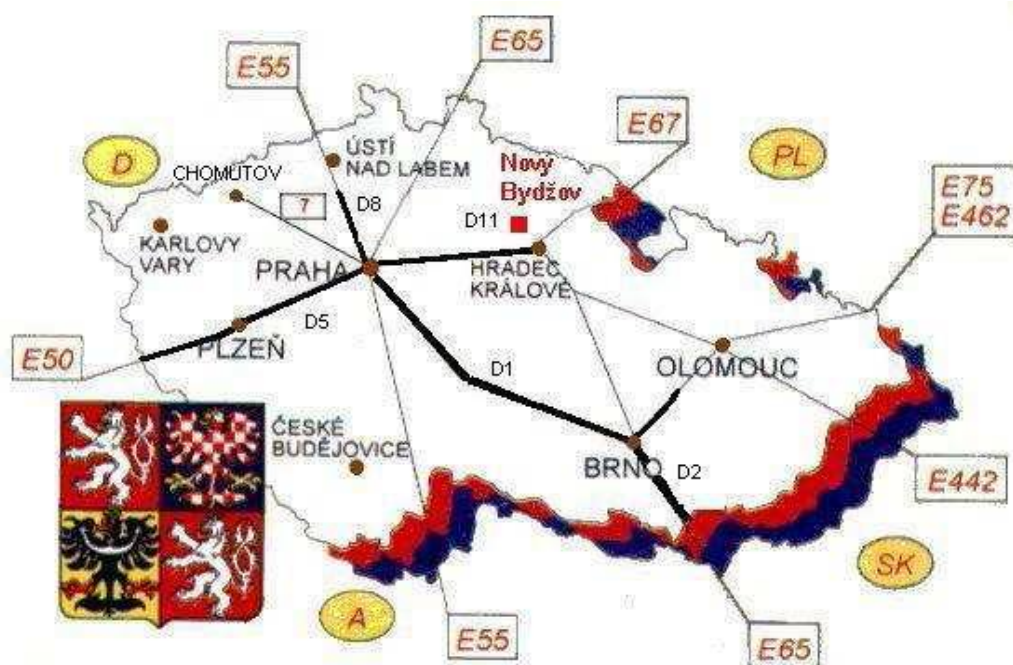 E65
E55
E67
D
ÚSTÍ
NAD LABEM
Novy
Bydžov
PL
CHOMUTOV
7
D8
D11
E75
E462
KARLOVY
VARY
PRAHA
HRADEC
KRÁLOVÉ
D5
E50
PLZEŇ
D1
OLOMOUC
ČESKÉ
BUDĚJOVICE
BRNO
D2
E442
SK
A
E55
E65